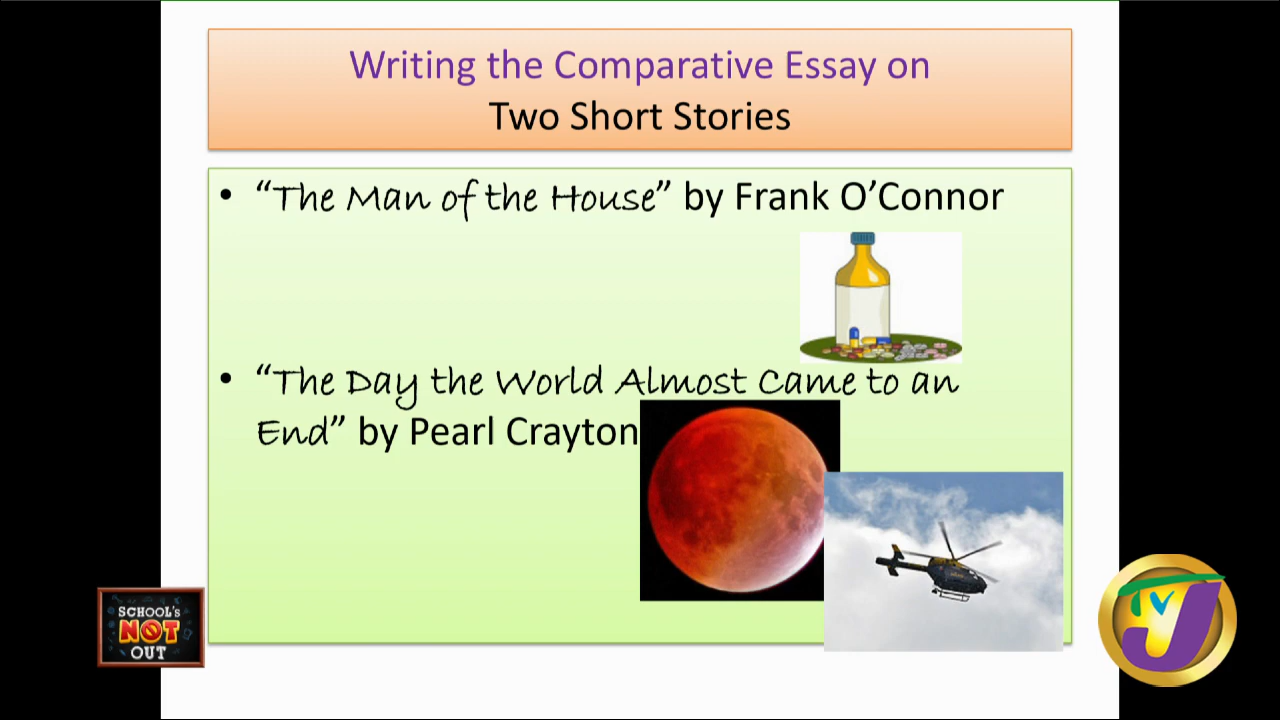 Writing the Comparative Essay on
Two Short Stories
• “The Man of the House” by Frank O’Connor
• “The Day the World Almost Came to an
End” by Pearl Crayton
SCHOOL's
NOT
OUT
TVJ